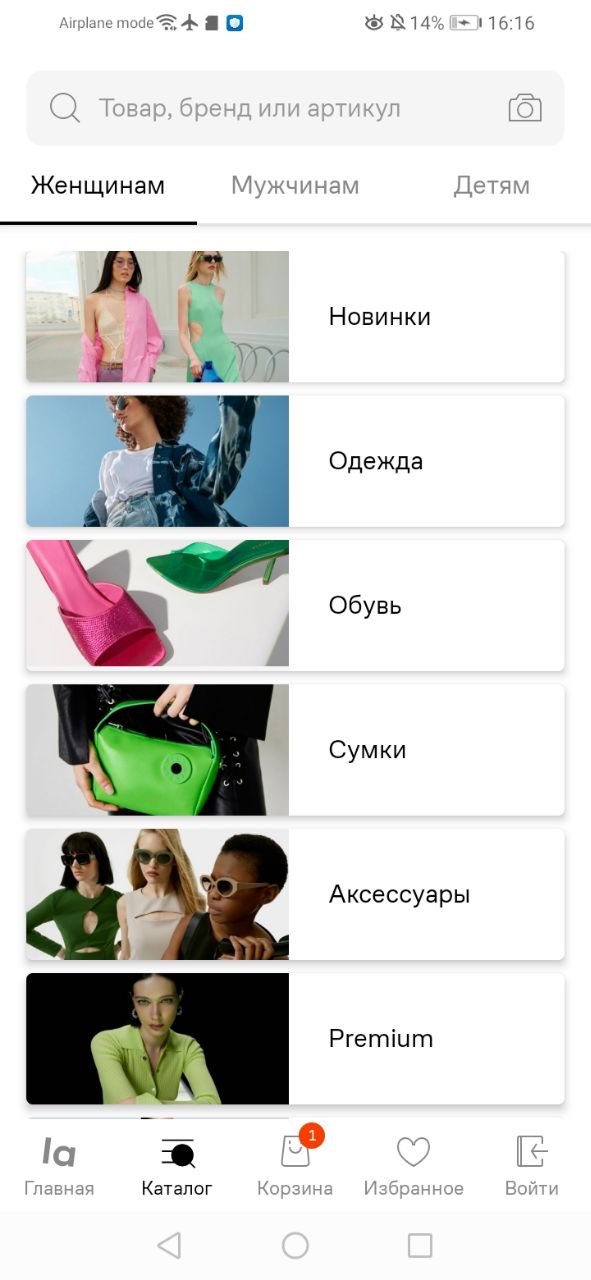 Airplane mode 14% 16:16
Товар, бренд или артикул
Женщинам Мужчинам Детям
Новинки
Одежда
Обувь
Сумки
Аксессуары
Premium
1
la
Главная Каталог Корзина Избранное Войти